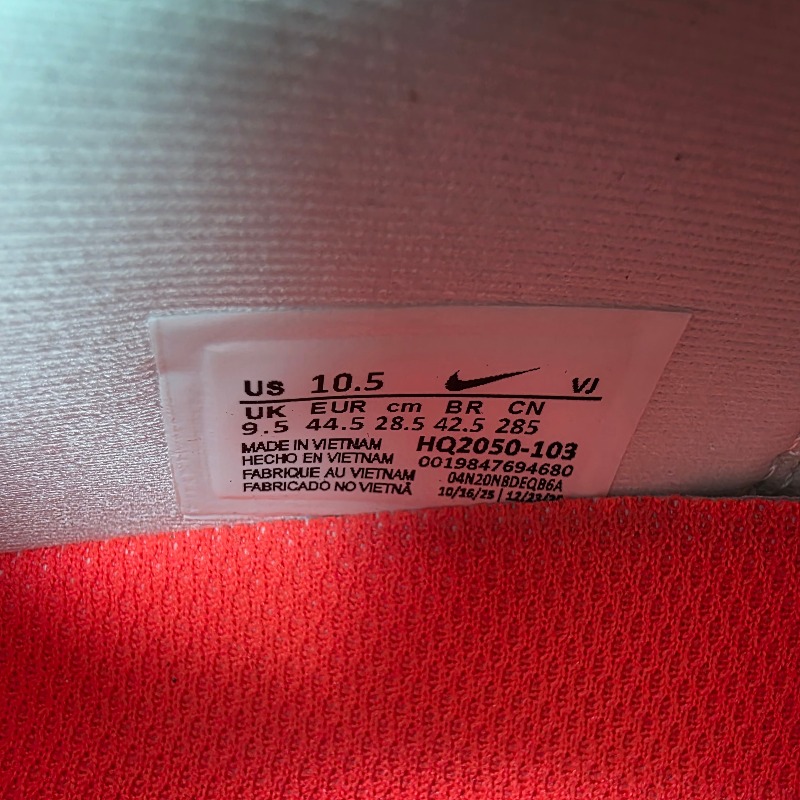 US 10.5 VJ
UK EUR cm BR CN
9.5 44.5 28.5 42.5 285
MADE IN VIETNAM HQ2050-103
HECHO EN VIETNAM 0019847694680
FABRIQUE AU VIETNAM 04N20NBDEQB6A
FABRICADO NO VIETNÃ 10/16/25 |